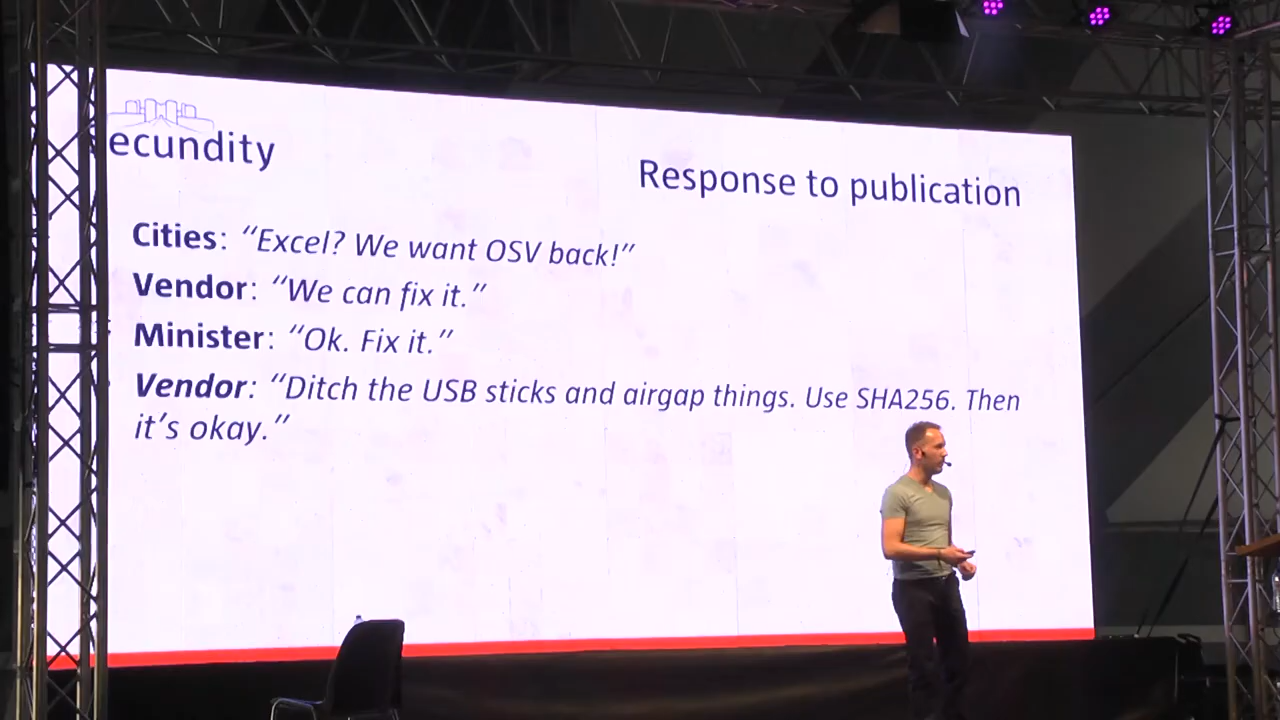 ecundity
Response to publication
Cities: “Excel? We want OSV back!”
Vendor: “We can fix it.”
Minister: “Ok. Fix it.”
Vendor: “Ditch the USB sticks and airgap things. Use SHA256. Then
it’s okay.”